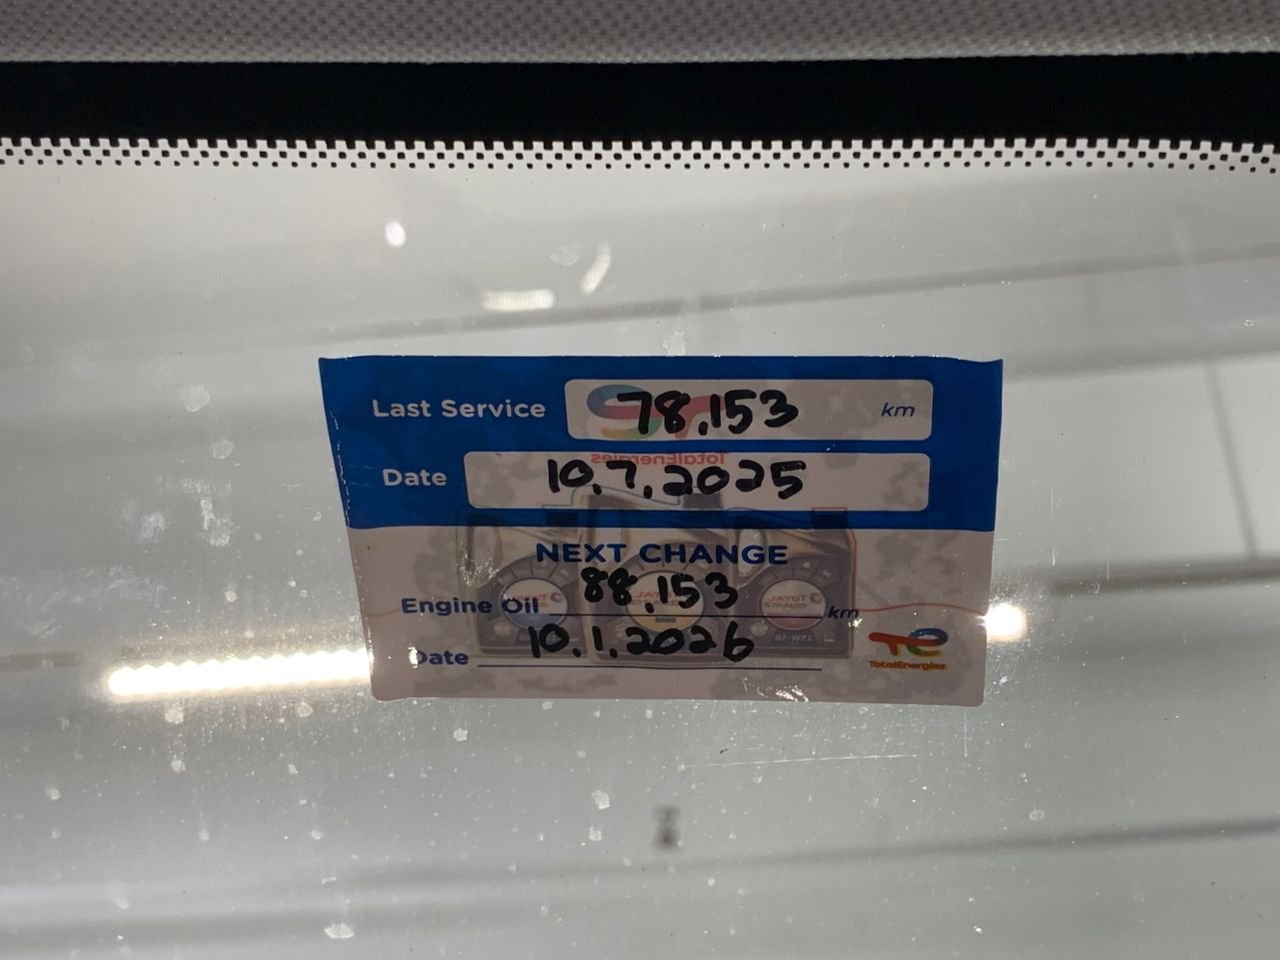 Last Service 78,153 km
Date 10.7.2025
NEXT CHANGE
Engine Oil 88,153 km
Date 10.1.2026
TotalEnergies
TotalEnergies